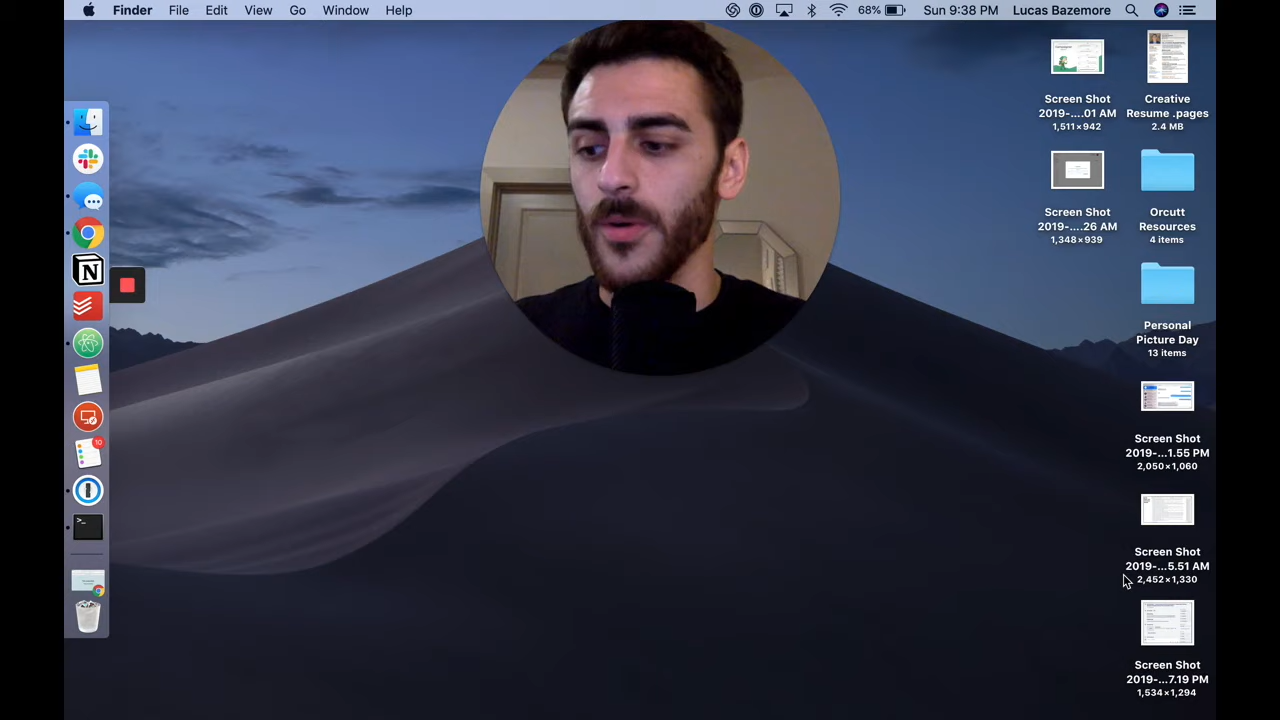 Finder File Edit View Go Window Help 68% Sun 9:38 PM Lucas Bazemore
Screen Shot
2019-....01 AM
1,511×942
Creative
Resume .pages
2.4 MB
Screen Shot
2019-....26 AM
1,348×939
Orcutt
Resources
4 items
Personal
Picture Day
13 items
Screen Shot
2019-...1.55 PM
2,050×1,060
Screen Shot
2019-...5.51 AM
2,452×1,330
Screen Shot
2019-...7.19 PM
1,534×1,294
N
10
>_